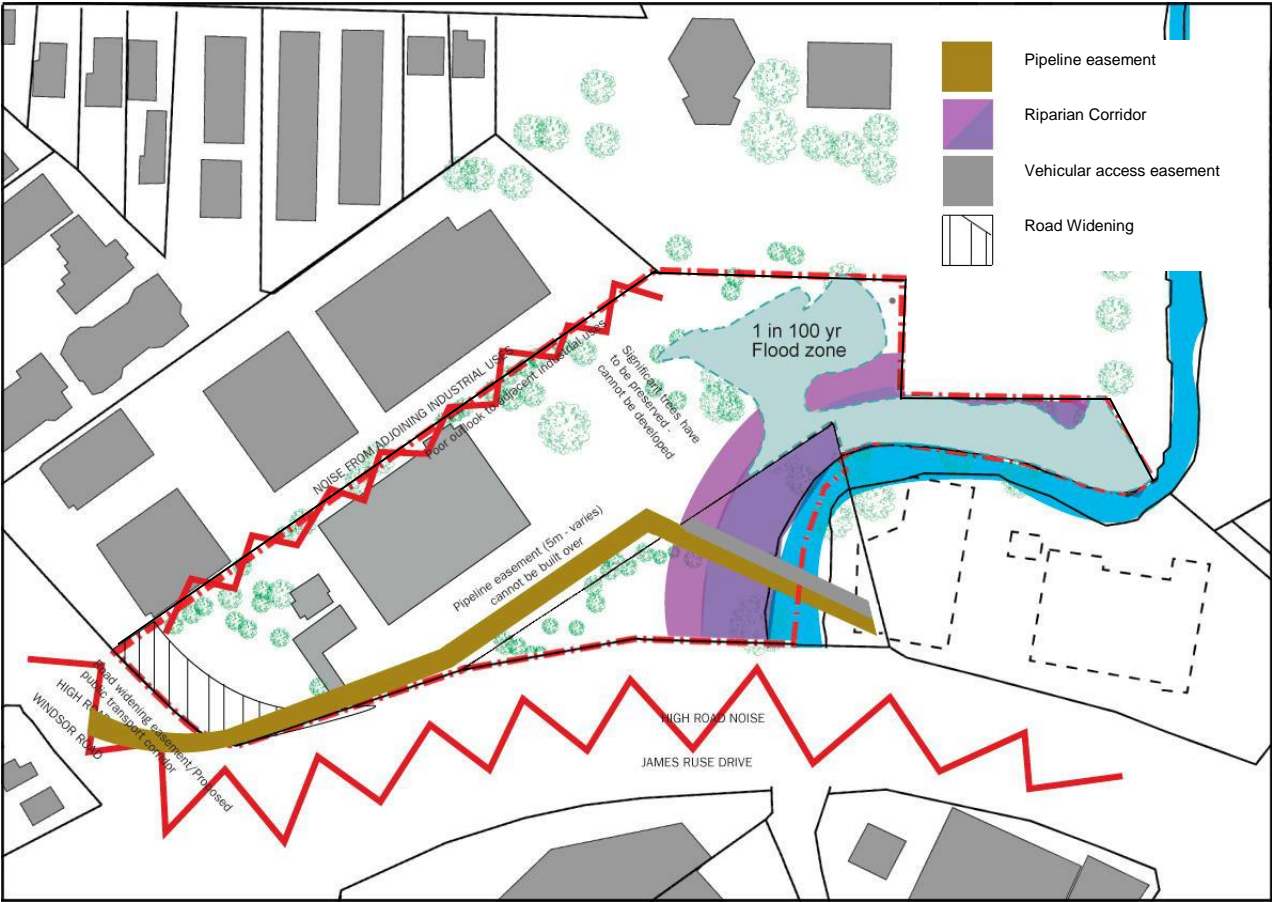 Pipeline easement
Riparian Corridor
Vehicular access easement
Road Widening
1 in 100 yr
Flood zone
NOISE FROM ADJOINING INDUSTRIAL USES
Poor outlook to adjacent industrial uses
Significant trees have
to be preserved -
cannot be developed
Pipeline easement (5m - varies)
cannot be built over
Road widening easement/Proposed
public transport corridor
HIGH ROAD
WINDSOR ROAD
HIGH ROAD NOISE
JAMES RUSE DRIVE